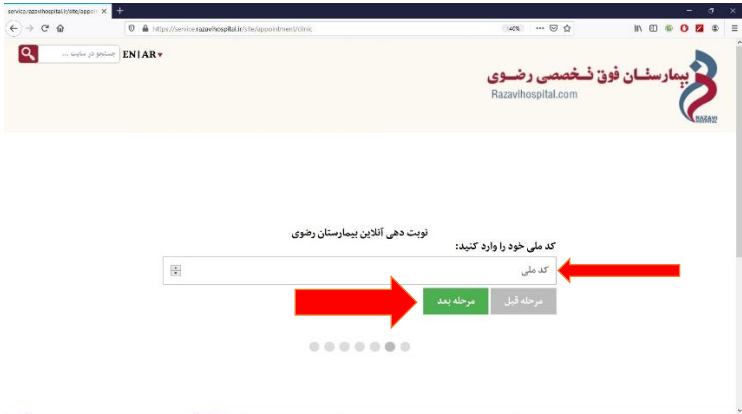 service.razavihospital.ir/site/appoi
https://service.razavihospital.ir/site/appointment/clinic
140%
جستجو در سایت ...
EN | AR
بیمارستان فوق تخصصی رضوی
Razavihospital.com
RAZAVI
HOSPITAL
نوبت دهی آنلاین بیمارستان رضوی
کد ملی خود را وارد کنید:
کد ملی
مرحله قبل
مرحله بعد